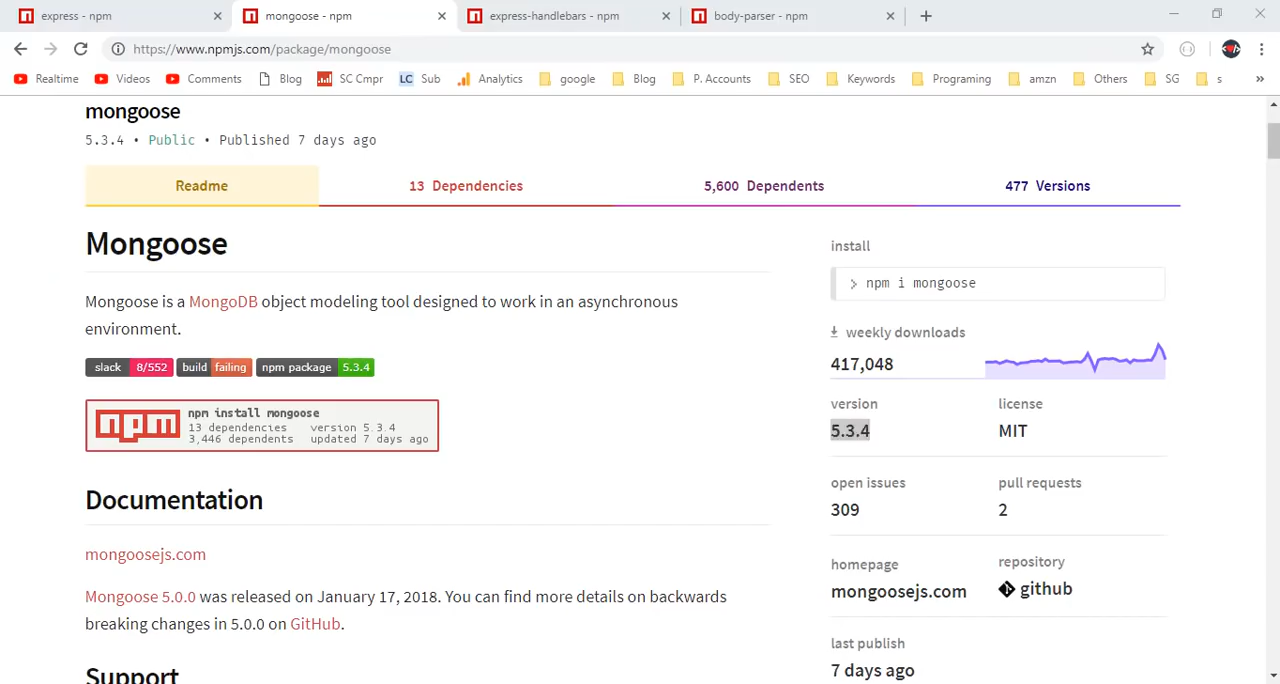 express - npm
mongoose - npm
express-handlebars - npm
body-parser - npm
https://www.npmjs.com/package/mongoose
Realtime Videos Comments Blog SC Cmpr LC Sub Analytics google Blog P. Accounts SEO Keywords Programing amzn Others SG s »
mongoose
5.3.4 • Public • Published 7 days ago
Readme
13 Dependencies
5,600 Dependents
477 Versions
Mongoose
Mongoose is a MongoDB object modeling tool designed to work in an asynchronous
environment.
slack 8/552 build failing npm package 5.3.4
npm
npm install mongoose
13 dependencies version 5.3.4
3,446 dependents updated 7 days ago
Documentation
mongoosejs.com
Mongoose 5.0.0 was released on January 17, 2018. You can find more details on backwards
breaking changes in 5.0.0 on GitHub.
Support
install
> npm i mongoose
weekly downloads
417,048
version
5.3.4
license
MIT
open issues
309
pull requests
2
homepage
mongoosejs.com
repository
github
last publish
7 days ago